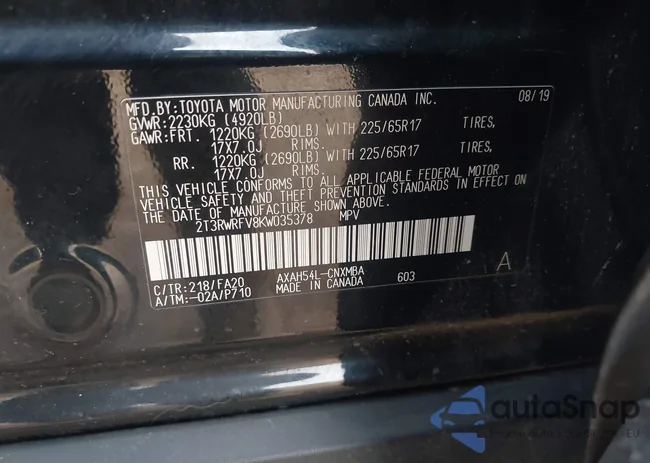 MFD.BY:TOYOTA MOTOR MANUFACTURING CANADA INC. 08/19
GVWR:2230KG (4920LB)
GAWR:FRT. 1220KG (2690LB) WITH 225/65R17 TIRES,
17X7.0J RIMS.
RR. 1220KG (2690LB) WITH 225/65R17 TIRES,
17X7.0J RIMS.
THIS VEHICLE CONFORMS TO ALL APPLICABLE FEDERAL MOTOR
VEHICLE SAFETY AND THEFT PREVENTION STANDARDS IN EFFECT ON
THE DATE OF MANUFACTURE SHOWN ABOVE.
2T3RWRFV8KW035378 MPV
C/TR:218/FA20 AXAH54L-CNXMBA 603 A
A/TM:-02A/P710 MADE IN CANADA
autoSnap